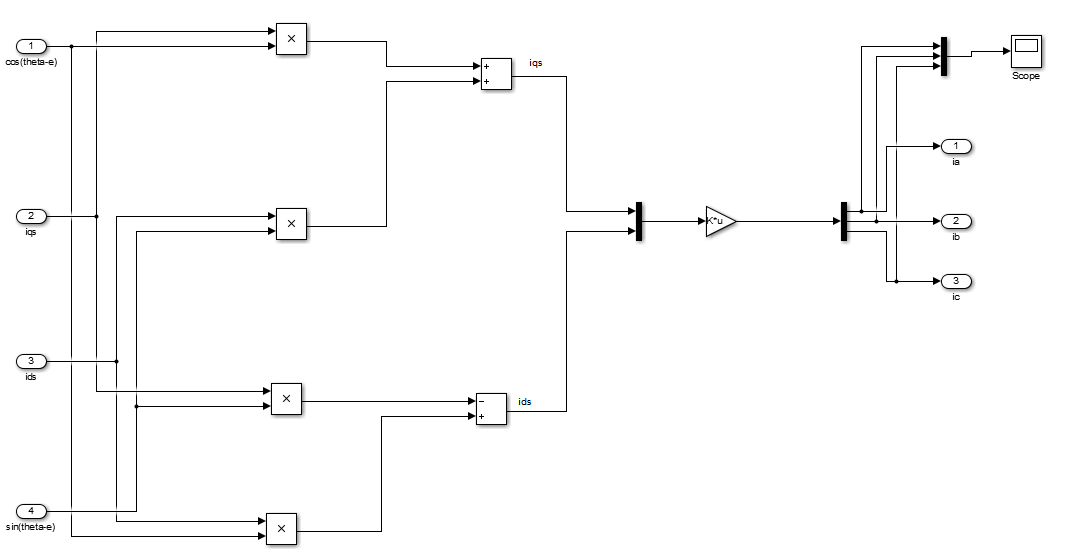 1
cos(theta-e)
×
+
+
iqs
Scope
1
ia
2
iqs
×
K*u
2
ib
3
ic
3
ids
×
−
+
ids
4
sin(theta-e)
×